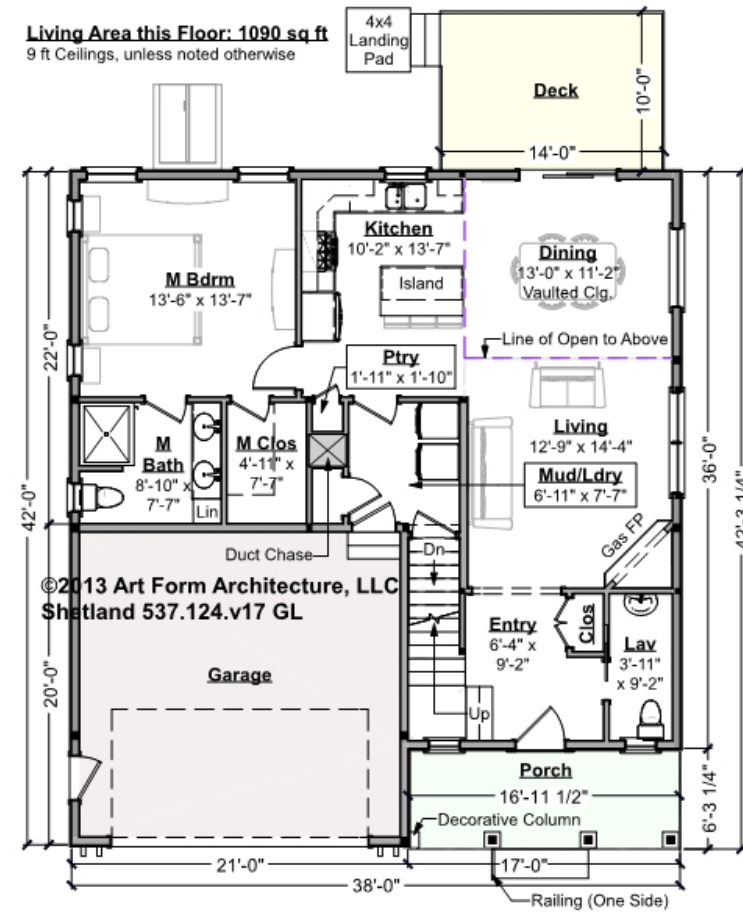 Living Area this Floor: 1090 sq ft
9 ft Ceilings, unless noted otherwise
4x4
Landing
Pad
Deck
10'-0"
14'-0"
Kitchen
10'-2" x 13'-7"
Island
Dining
13'-0" x 11'-2"
Vaulted Clg.
M Bdrm
13'-6" x 13'-7"
Line of Open to Above
Ptry
1'-11" x 1'-10"
22'-0"
Living
12'-9" x 14'-4"
M
Bath
8'-10" x
7'-7"
M Clos
4'-11" x
7'-7"
Mud/Ldry
6'-11" x 7'-7"
Lin
42'-0"
36'-0"
42'-3 1/4"
Gas FP
Duct Chase
Dn
©2013 Art Form Architecture, LLC
Shetland 537.124.v17 GL
Entry
6'-4" x
9'-2"
Clos
Lav
3'-11"
x 9'-2"
20'-0"
Garage
Up
Porch
16'-11 1/2"
6'-3 1/4"
Decorative Column
21'-0"
17'-0"
38'-0"
Railing (One Side)